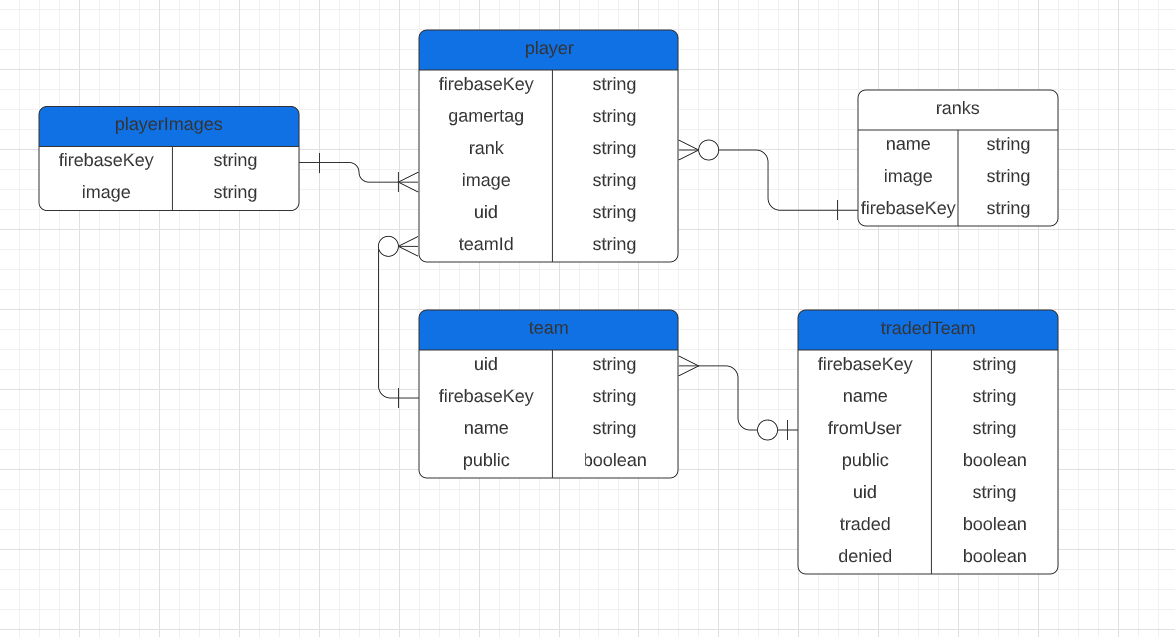 player
firebaseKey string
gamertag string
rank string
image string
uid string
teamId string
playerImages
firebaseKey string
image string
ranks
name string
image string
firebaseKey string
team
uid string
firebaseKey string
name string
public boolean
tradedTeam
firebaseKey string
name string
fromUser string
public boolean
uid string
traded boolean
denied boolean